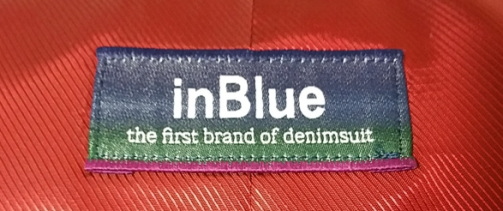 inBlue
the first brand of denimsuit